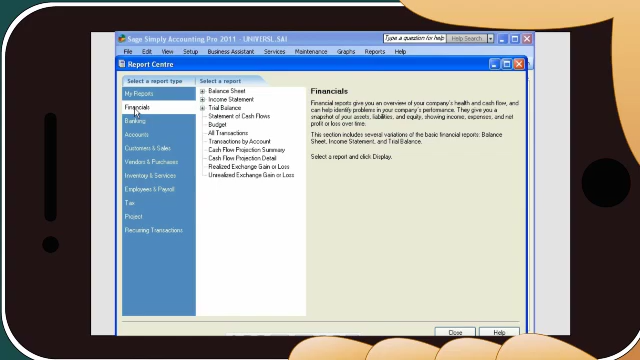 Sage Simply Accounting Pro 2011 - UNIVERSL.SAI
Type a question for help
Help Search
File Edit View Setup Business Assistant Services Maintenance Graphs Reports Help
Report Centre
Select a report type
Select a report
My Reports
Financials
Banking
Accounts
Customers & Sales
Vendors & Purchases
Inventory & Services
Employees & Payroll
Tax
Project
Recurring Transactions
Balance Sheet
Income Statement
Trial Balance
Statement of Cash Flows
Budget
All Transactions
Transactions by Account
Cash Flow Projection Summary
Cash Flow Projection Detail
Realized Exchange Gain or Loss
Unrealized Exchange Gain or Loss
Financials
Financial reports give you an overview of your company's health and cash flow, and
can help identify problems in your company's performance. They give you a
snapshot of your assets, liabilities, and equity, showing income, expenses, and net
profit or loss over time.
This section includes several variations of the basic financial reports: Balance
Sheet, Income Statement, and Trial Balance.
Select a report and click Display.
Close
Help